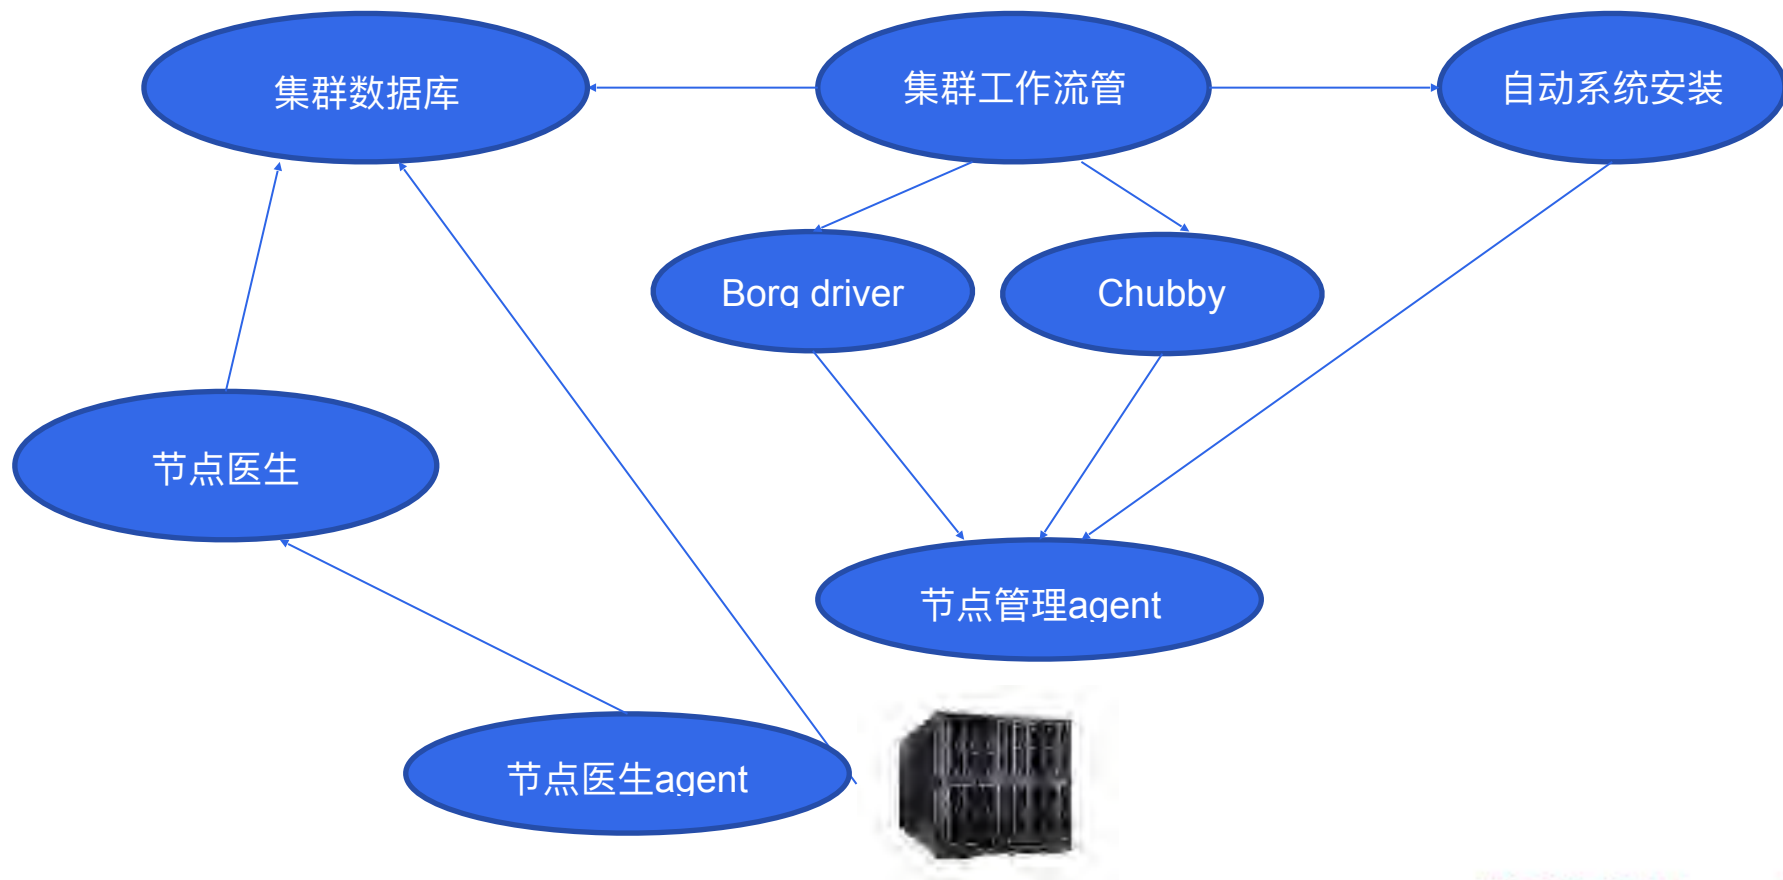 集群数据库
集群工作流管
自动系统安装
Borg driver
Chubby
节点医生
节点管理agent
节点医生agent